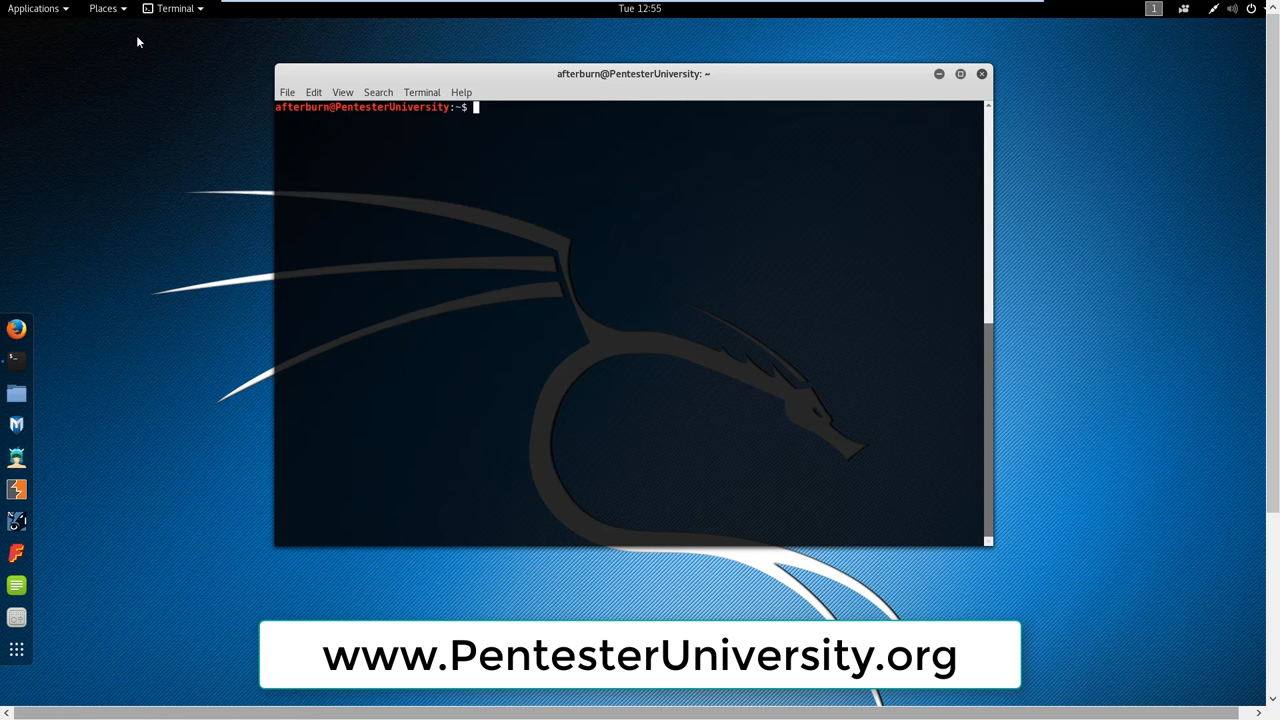 Applications Places Terminal Tue 12:55 1
afterburn@PentesterUniversity: ~
File Edit View Search Terminal Help
afterburn@PentesterUniversity:~$
www.PentesterUniversity.org